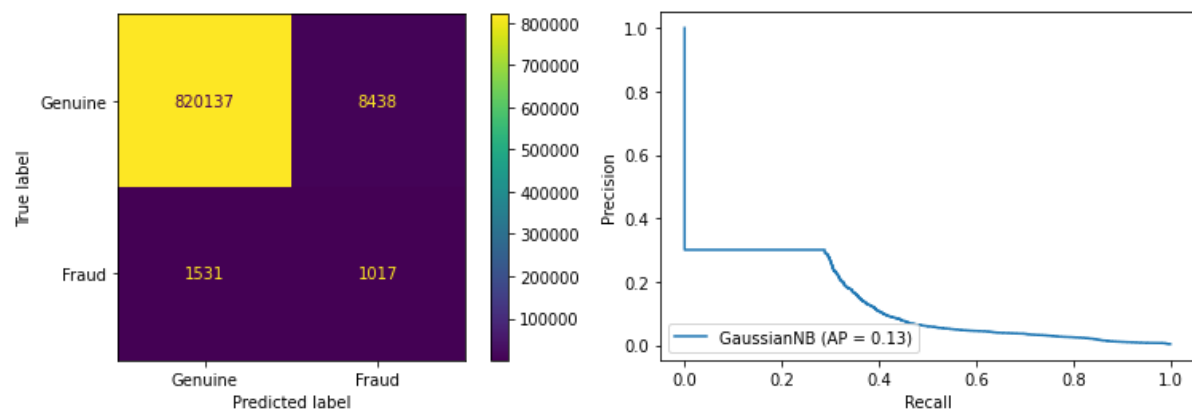 Genuine
Fraud
True label
820137
8438
1531
1017
Genuine
Fraud
Predicted label
800000
700000
600000
500000
400000
300000
200000
100000
1.0
0.8
0.6
0.4
0.2
0.0
Precision
GaussianNB (AP = 0.13)
0.0
0.2
0.4
0.6
0.8
1.0
Recall